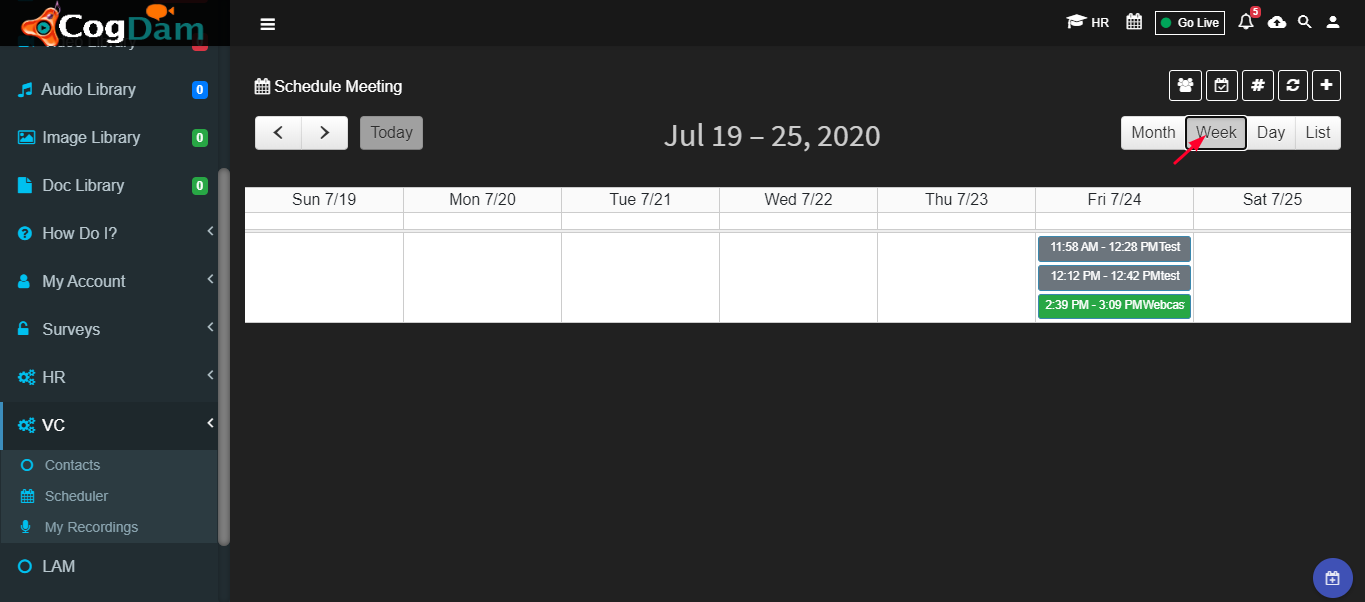 CogDam
HR
Go Live
5
Video Library
Audio Library 0
Image Library 0
Doc Library 0
How Do I?
My Account
Surveys
HR
VC
Contacts
Scheduler
My Recordings
LAM
Schedule Meeting
Today
Jul 19 – 25, 2020
Month Week Day List
Sun 7/19 Mon 7/20 Tue 7/21 Wed 7/22 Thu 7/23 Fri 7/24 Sat 7/25
11:58 AM - 12:28 PMTest
12:12 PM - 12:42 PMtest
2:39 PM - 3:09 PMWebcas